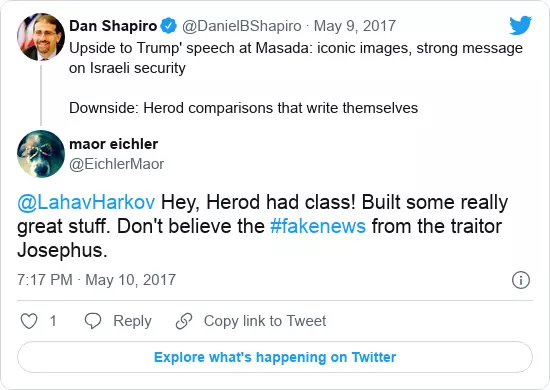 Dan Shapiro @DanielBShapiro · May 9, 2017
Upside to Trump' speech at Masada: iconic images, strong message
on Israeli security
Downside: Herod comparisons that write themselves
maor eichler
@EichlerMaor
@LahavHarkov Hey, Herod had class! Built some really
great stuff. Don't believe the #fakenews from the traitor
Josephus.
7:17 PM · May 10, 2017
1 Reply Copy link to Tweet
Explore what's happening on Twitter